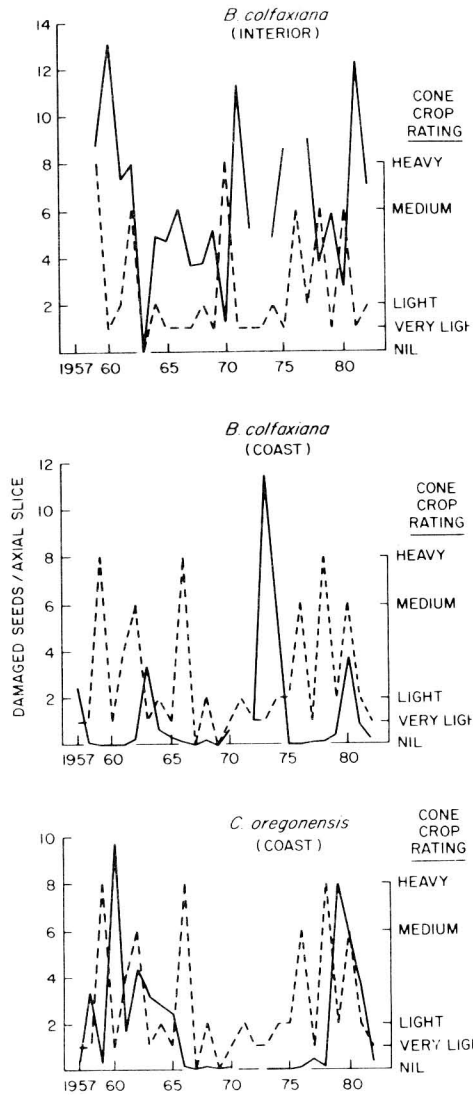 B. colfaxiana
(INTERIOR)
14
12
10
8
6
4
2
CONE
CROP
RATING
HEAVY
MEDIUM
LIGHT
VERY LIGH
NIL
1957 60 65 70 75 80
B. colfaxiana
(COAST)
DAMAGED SEEDS / AXIAL SLICE
12
10
8
6
4
2
CONE
CROP
RATING
HEAVY
MEDIUM
LIGHT
VERY LIGH
NIL
1957 60 65 70 75 80
C. oregonensis
(COAST)
10
8
6
4
2
CONE
CROP
RATING
HEAVY
MEDIUM
LIGHT
VERY LIGH
NIL
1957 60 65 70 75 80